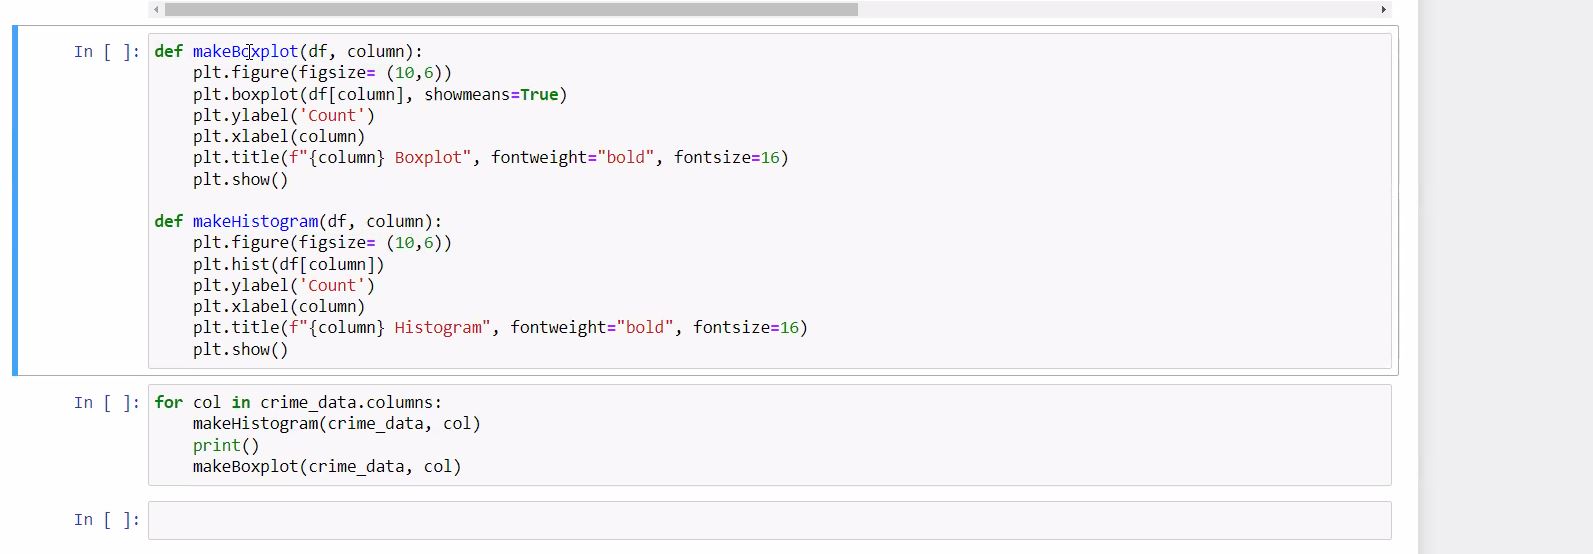 In [ ]: def makeBoxplot(df, column):
    plt.figure(figsize= (10,6))
    plt.boxplot(df[column], showmeans=True)
    plt.ylabel('Count')
    plt.xlabel(column)
    plt.title(f"{column} Boxplot", fontweight="bold", fontsize=16)
    plt.show()
def makeHistogram(df, column):
    plt.figure(figsize= (10,6))
    plt.hist(df[column])
    plt.ylabel('Count')
    plt.xlabel(column)
    plt.title(f"{column} Histogram", fontweight="bold", fontsize=16)
    plt.show()
In [ ]: for col in crime_data.columns:
    makeHistogram(crime_data, col)
    print()
    makeBoxplot(crime_data, col)
In [ ]: